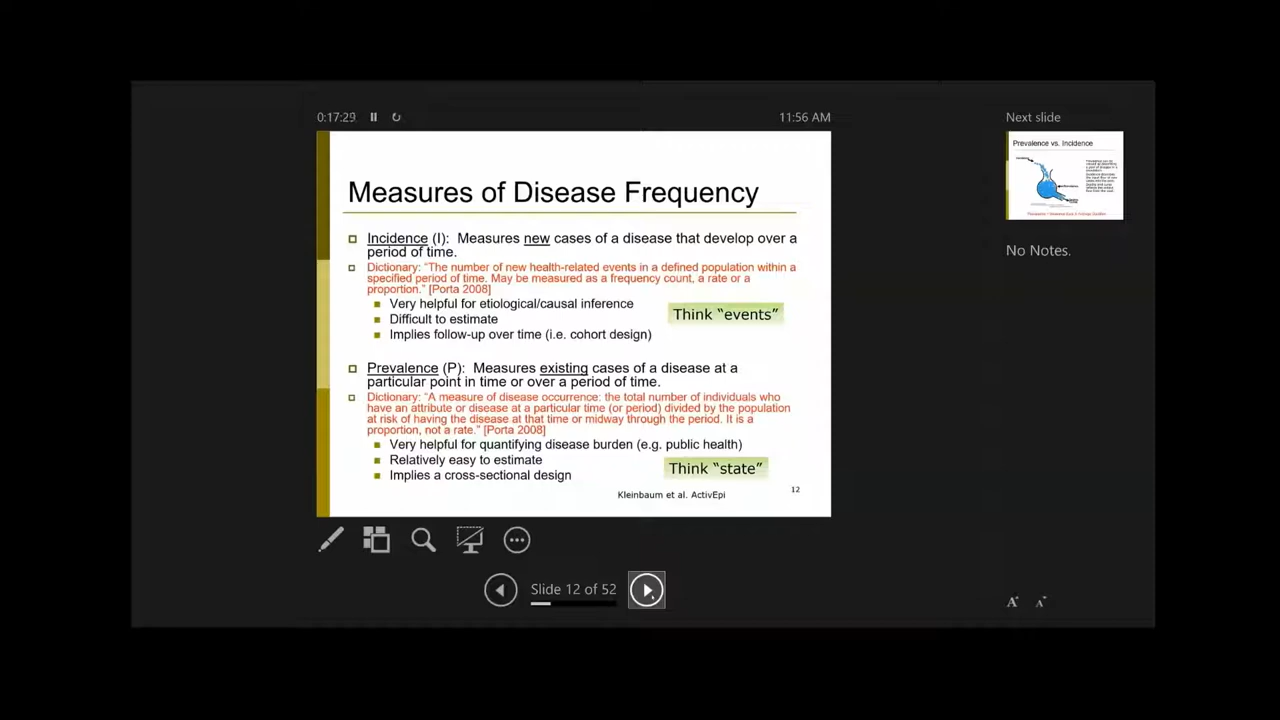 0:17:29
11:56 AM
Next slide
Measures of Disease Frequency
Incidence (I): Measures new cases of a disease that develop over a
period of time.
Dictionary: “The number of new health-related events in a defined population within a
specified period of time. May be measured as a frequency count, a rate or a
proportion.” [Porta 2008]
Very helpful for etiological/causal inference
Difficult to estimate
Implies follow-up over time (i.e. cohort design)
Think “events”
Prevalence (P): Measures existing cases of a disease at a
particular point in time or over a period of time.
Dictionary: “A measure of disease occurrence: the total number of individuals who
have an attribute or disease at a particular time (or period) divided by the population
at risk of having the disease at that time or midway through the period. It is a
proportion, not a rate.” [Porta 2008]
Very helpful for quantifying disease burden (e.g. public health)
Relatively easy to estimate
Implies a cross-sectional design
Think “state”
Kleinbaum et al. ActivEpi
12
Prevalence vs. Incidence
No Notes.
Slide 12 of 52
A
A